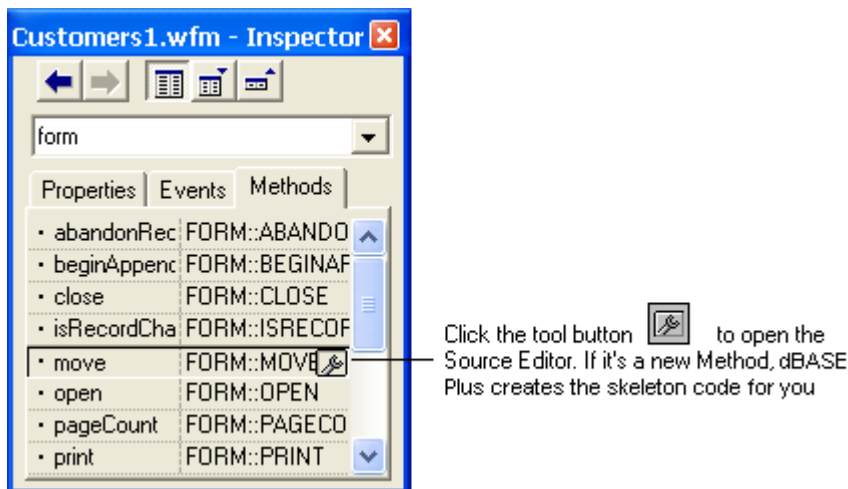 Customers1.wfm - Inspector
form
Properties Events Methods
abandonRec FORM::ABANDO
beginAppenc FORM::BEGINAF
close FORM::CLOSE
isRecordCha FORM::ISRECOF
move FORM::MOVE
open FORM::OPEN
pageCount FORM::PAGECO
print FORM::PRINT
Click the tool button to open the
Source Editor. If it's a new Method, dBASE
Plus creates the skeleton code for you